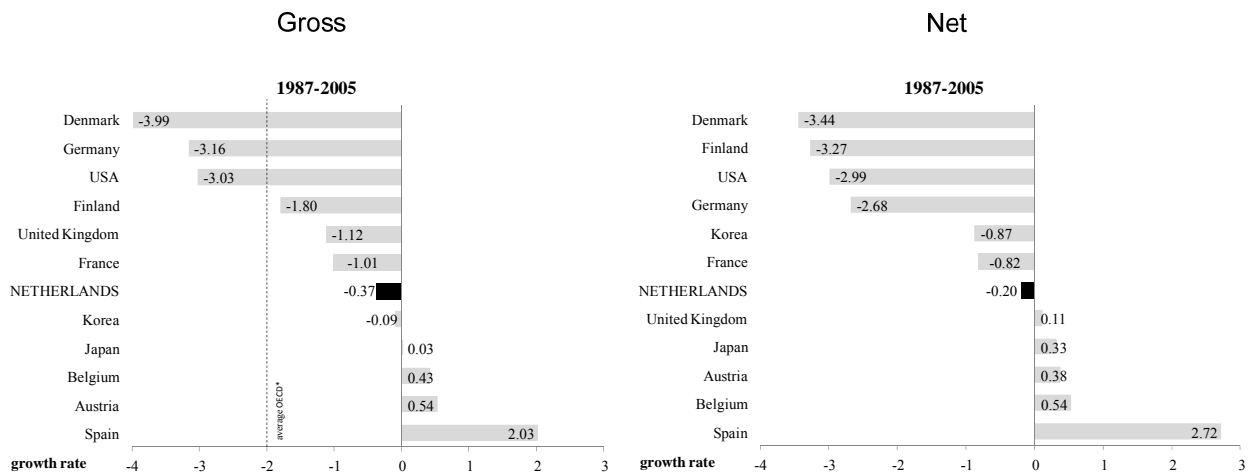 Gross
1987-2005
Denmark -3.99
Germany -3.16
USA -3.03
Finland -1.80
United Kingdom -1.12
France -1.01
NETHERLANDS -0.37
Korea -0.09
Japan 0.03
Belgium 0.43
Austria 0.54
Spain 2.03
average OECD*
growth rate -4 -3 -2 -1 0 1 2 3
Net
1987-2005
Denmark -3.44
Finland -3.27
USA -2.99
Germany -2.68
Korea -0.87
France -0.82
NETHERLANDS -0.20
United Kingdom 0.11
Japan 0.33
Austria 0.38
Belgium 0.54
Spain 2.72
growth rate -4 -3 -2 -1 0 1 2 3